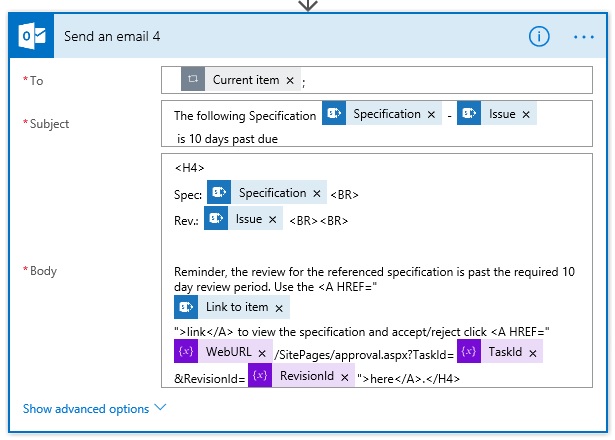 Send an email 4
* To
Current item × ;
* Subject
The following Specification Specification × - Issue ×
is 10 days past due
<H4>
Spec: Specification × <BR>
Rev.: Issue × <BR><BR>
* Body
Reminder, the review for the referenced specification is past the required 10
day review period. Use the <A HREF="
Link to item ×
">link</A> to view the specification and accept/reject click <A HREF="
{x} WebURL × /SitePages/approval.aspx?TaskId= {x} TaskId ×
&RevisionId= {x} RevisionId × ">here</A>.</H4>
Show advanced options